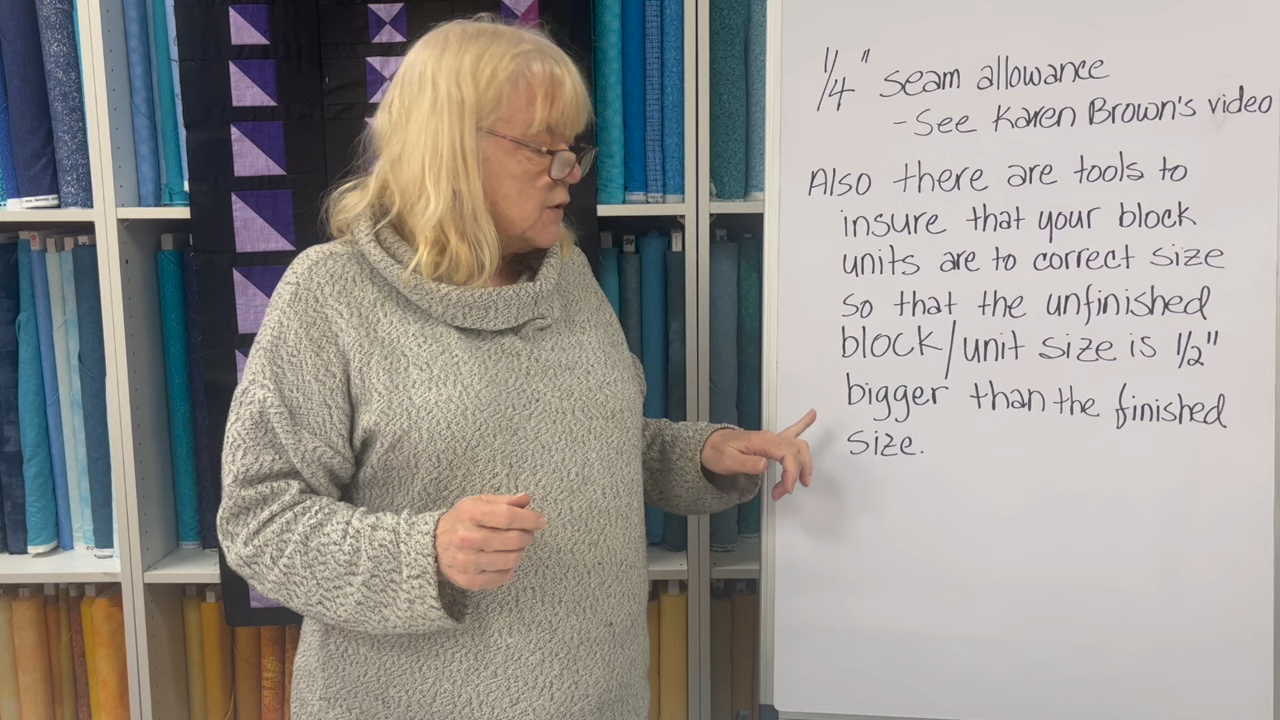 1/4" seam allowance
- See Karen Brown's video
Also there are tools to
insure that your block
units are to correct size
so that the unfinished
block/unit size is 1/2"
bigger than the finished
size.